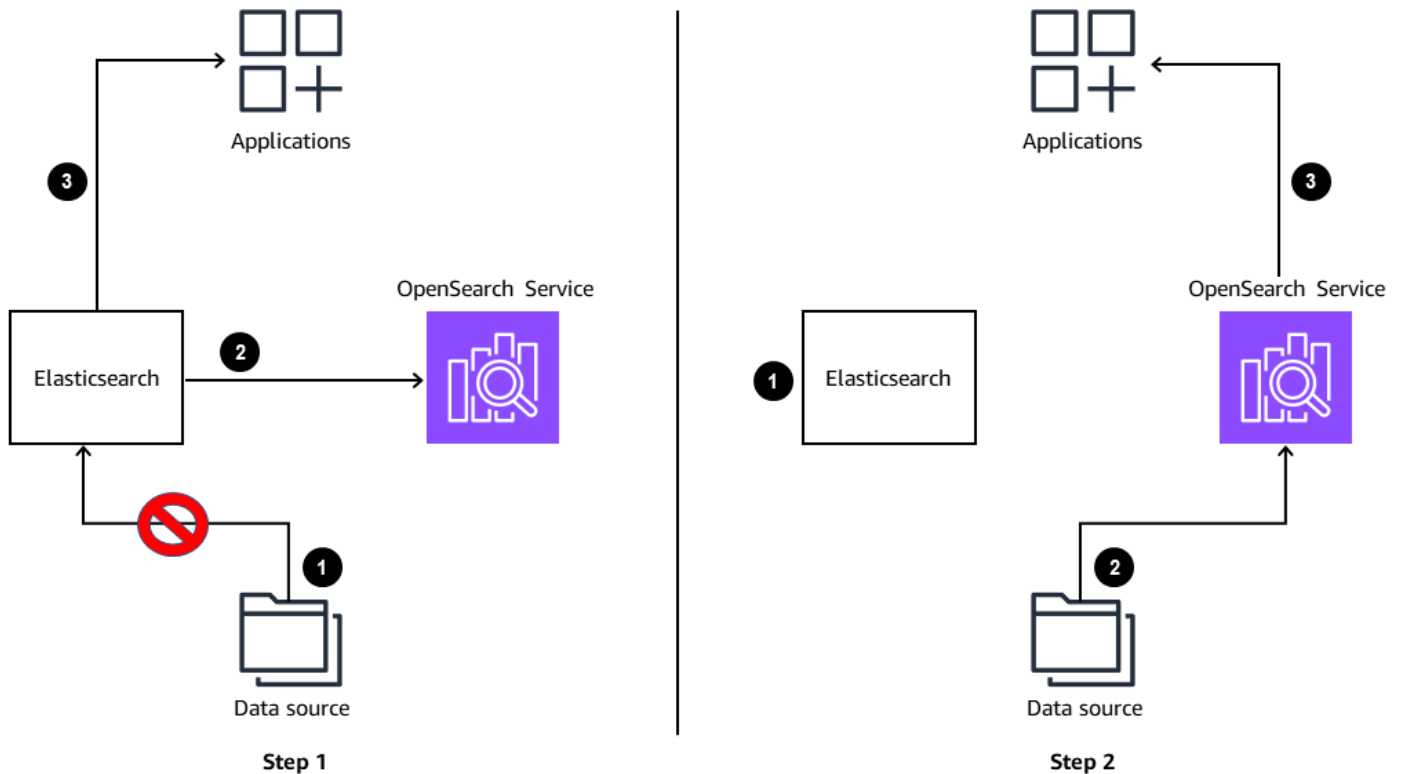 Applications
3
OpenSearch Service
2
Elasticsearch
1
Data source
Step 1
Applications
3
OpenSearch Service
1
Elasticsearch
2
Data source
Step 2